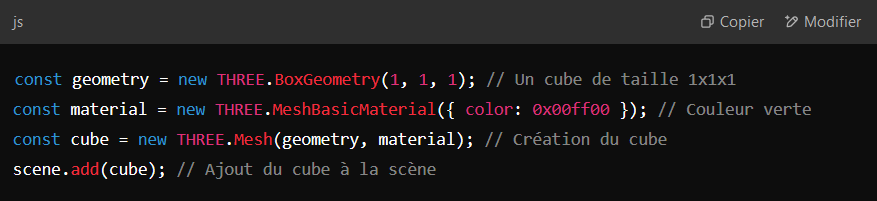 js
Copier
Modifier
const geometry = new THREE.BoxGeometry(1, 1, 1); // Un cube de taille 1x1x1
const material = new THREE.MeshBasicMaterial({ color: 0x00ff00 }); // Couleur verte
const cube = new THREE.Mesh(geometry, material); // Création du cube
scene.add(cube); // Ajout du cube à la scène